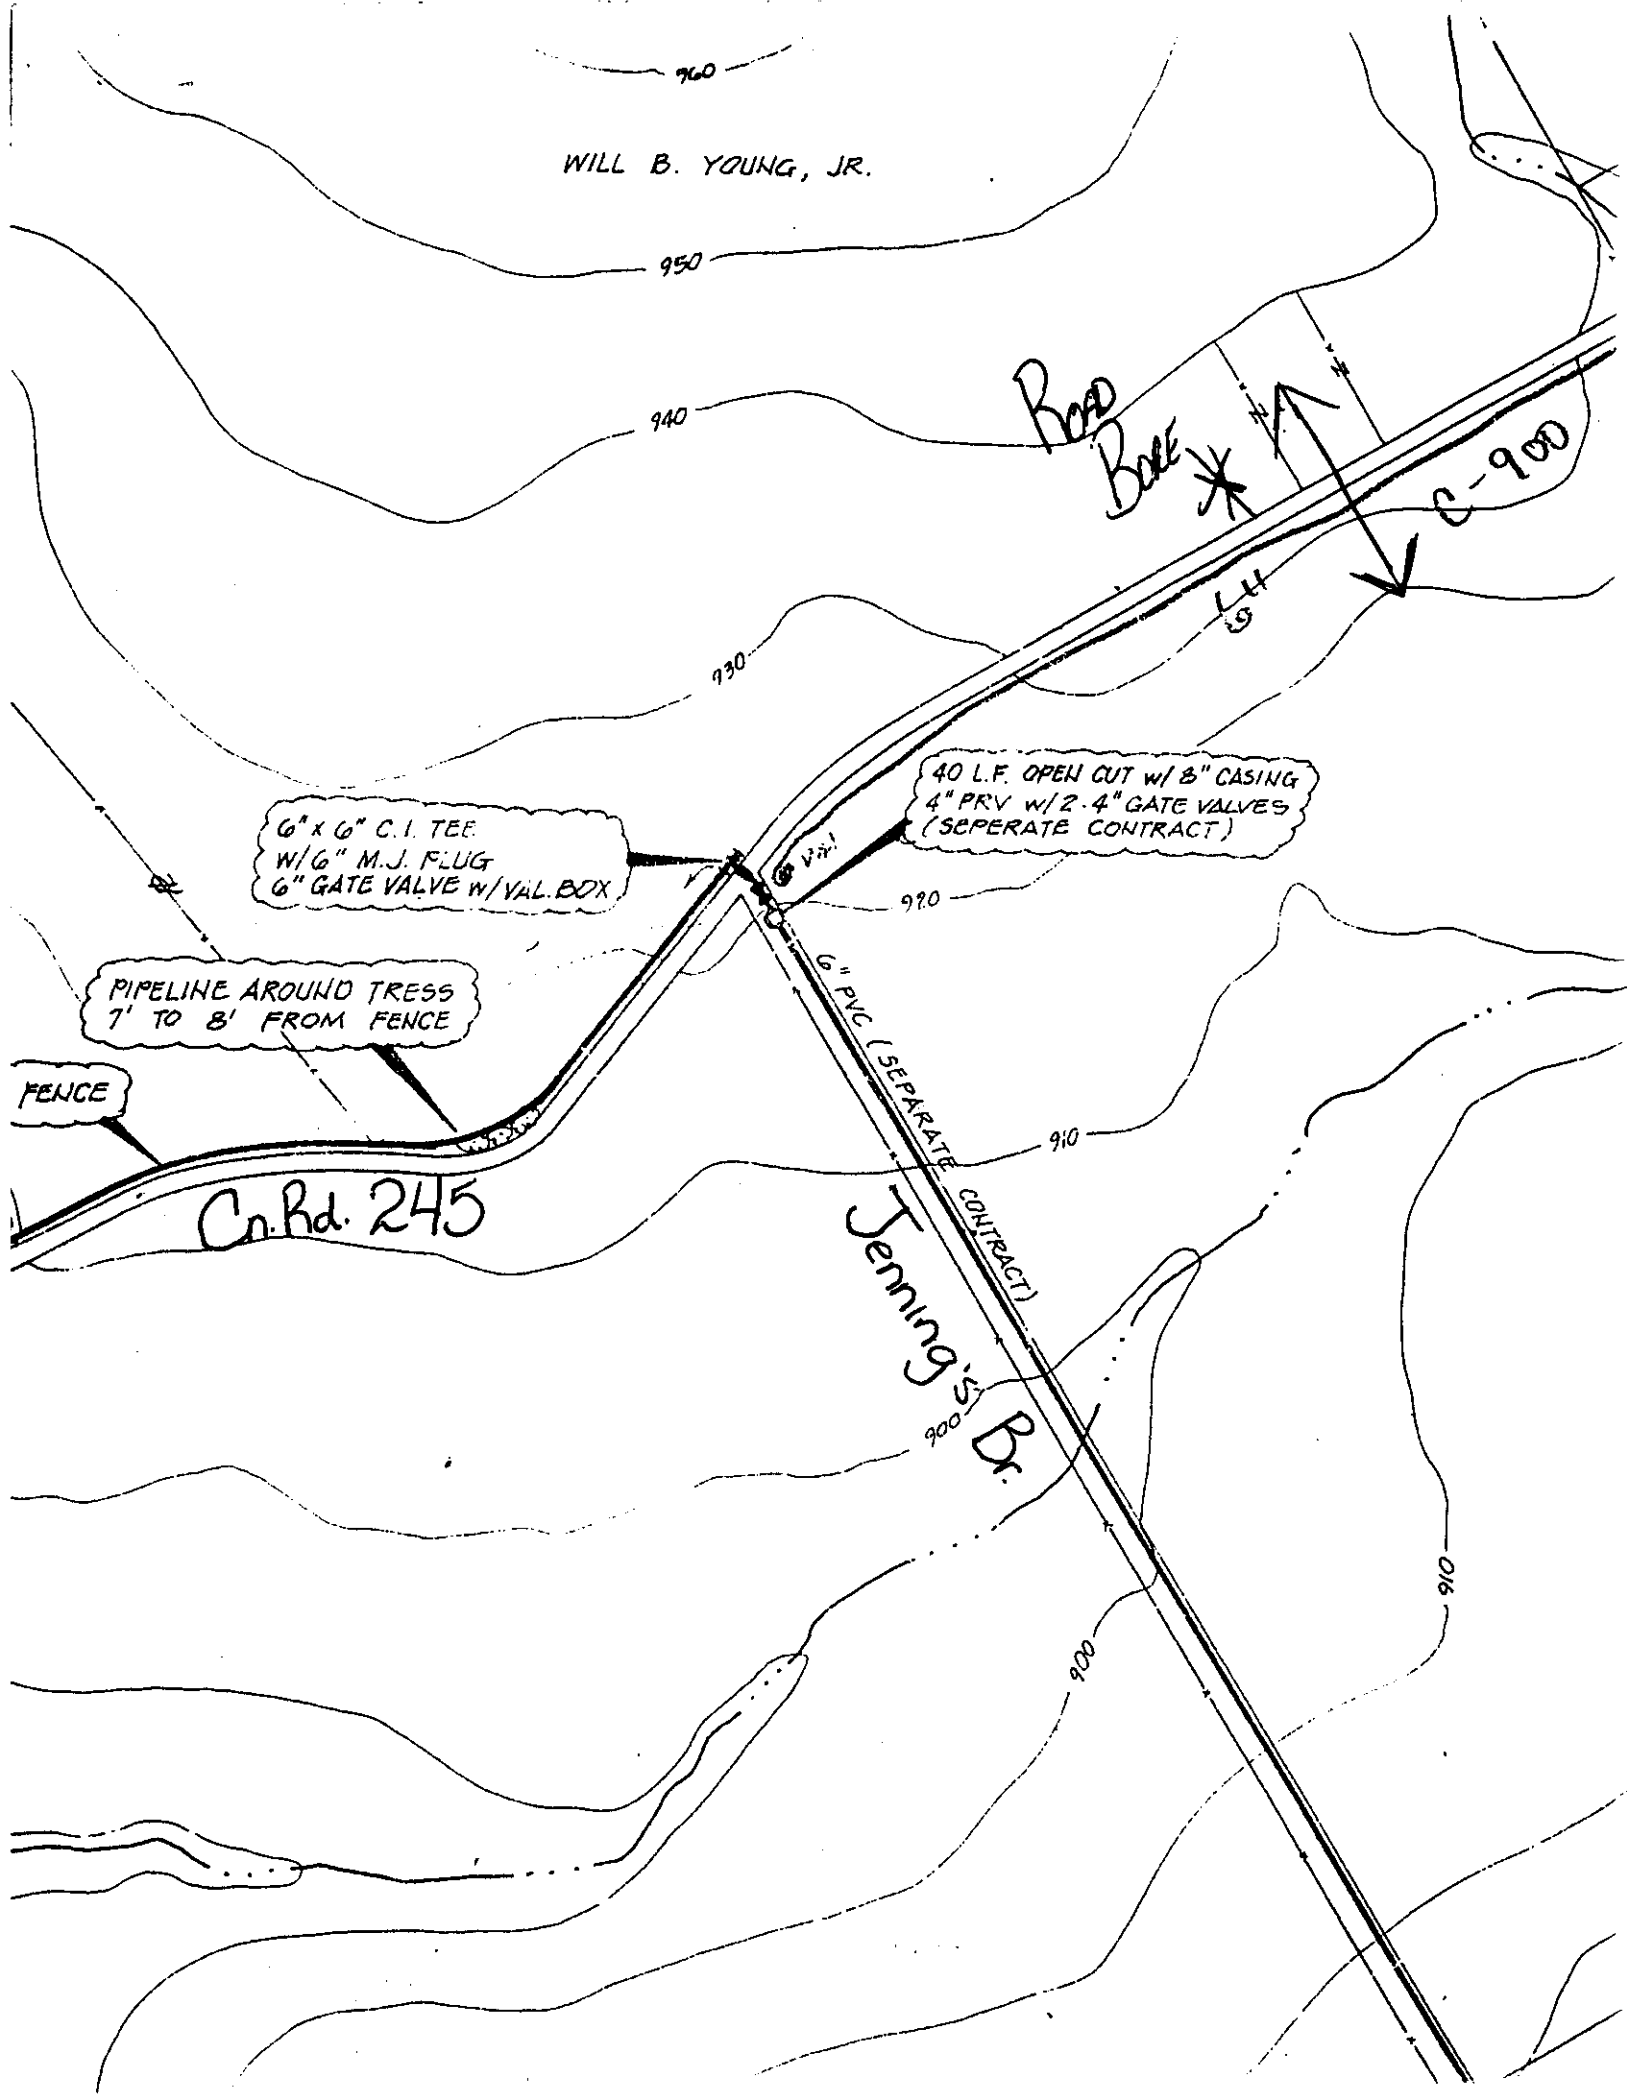 960
WILL B. YOUNG, JR.
950
940
ROAD
BORE
C-900
930
40 L.F. OPEN CUT W/ 8" CASING
4" PRV W/ 2-4" GATE VALVES
(SEPERATE CONTRACT)
6" X 6" C.I. TEE
W/ 6" M.J. PLUG
6" GATE VALVE W/ VAL. BOX
920
PIPELINE AROUND TRESS
7' TO 8' FROM FENCE
6" PVC (SEPARATE CONTRACT)
FENCE
910
Cn. Rd. 245
Jenning's Br.
900
910
900